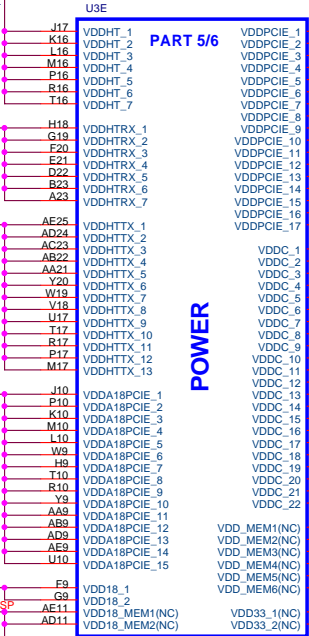 U3E
PART 5/6
POWER
J17 VDDHT_1
K16 VDDHT_2
L16 VDDHT_3
M16 VDDHT_4
P16 VDDHT_5
R16 VDDHT_6
T16 VDDHT_7
H18 VDDHTRX_1
G19 VDDHTRX_2
F20 VDDHTRX_3
E21 VDDHTRX_4
D22 VDDHTRX_5
B23 VDDHTRX_6
A23 VDDHTRX_7
AE25 VDDHTTX_1
AD24 VDDHTTX_2
AC23 VDDHTTX_3
AB22 VDDHTTX_4
AA21 VDDHTTX_5
Y20 VDDHTTX_6
W19 VDDHTTX_7
V18 VDDHTTX_8
U17 VDDHTTX_9
T17 VDDHTTX_10
R17 VDDHTTX_11
P17 VDDHTTX_12
M17 VDDHTTX_13
J10 VDDA18PCIE_1
P10 VDDA18PCIE_2
K10 VDDA18PCIE_3
M10 VDDA18PCIE_4
L10 VDDA18PCIE_5
W9 VDDA18PCIE_6
H9 VDDA18PCIE_7
T10 VDDA18PCIE_8
R10 VDDA18PCIE_9
Y9 VDDA18PCIE_10
AA9 VDDA18PCIE_11
AB9 VDDA18PCIE_12
AD9 VDDA18PCIE_13
AE9 VDDA18PCIE_14
U10 VDDA18PCIE_15
F9 VDD18_1
G9 VDD18_2
SP
AE11 VDD18_MEM1(NC)
AD11 VDD18_MEM2(NC)
VDDPCIE_1
VDDPCIE_2
VDDPCIE_3
VDDPCIE_4
VDDPCIE_5
VDDPCIE_6
VDDPCIE_7
VDDPCIE_8
VDDPCIE_9
VDDPCIE_10
VDDPCIE_11
VDDPCIE_12
VDDPCIE_13
VDDPCIE_14
VDDPCIE_15
VDDPCIE_16
VDDPCIE_17
VDDC_1
VDDC_2
VDDC_3
VDDC_4
VDDC_5
VDDC_6
VDDC_7
VDDC_8
VDDC_9
VDDC_10
VDDC_11
VDDC_12
VDDC_13
VDDC_14
VDDC_15
VDDC_16
VDDC_17
VDDC_18
VDDC_19
VDDC_20
VDDC_21
VDDC_22
VDD_MEM1(NC)
VDD_MEM2(NC)
VDD_MEM3(NC)
VDD_MEM4(NC)
VDD_MEM5(NC)
VDD_MEM6(NC)
VDD33_1(NC)
VDD33_2(NC)